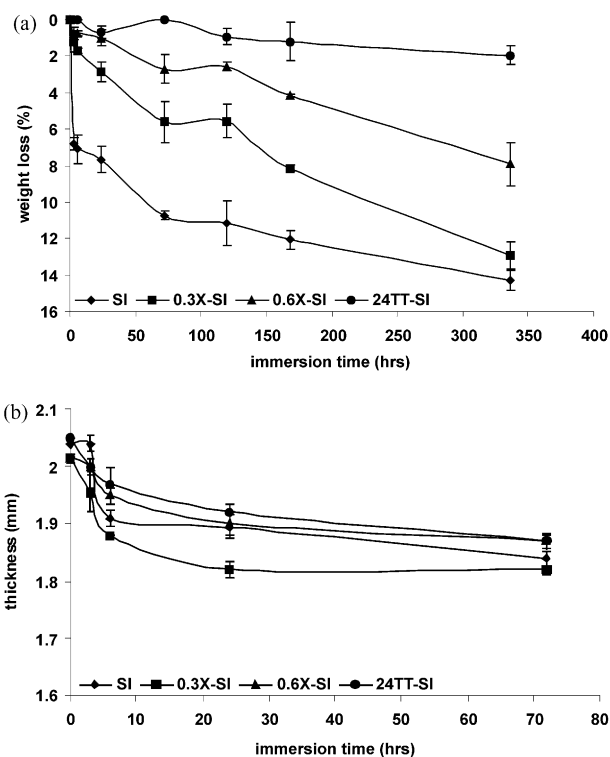 (a)
0
2
4
6
8
10
12
14
16
weight loss (%)
SI 0.3X-SI 0.6X-SI 24TT-SI
0 50 100 150 200 250 300 350 400
immersion time (hrs)
(b)
2.1
2
1.9
1.8
1.7
1.6
thickness (mm)
SI 0.3X-SI 0.6X-SI 24TT-SI
0 10 20 30 40 50 60 70 80
immersion time (hrs)